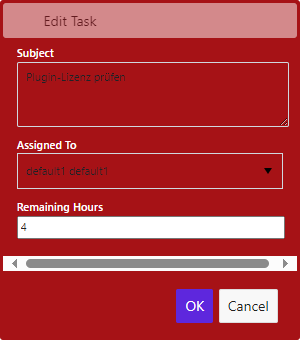 Edit Task
Subject
Plugin-Lizenz prüfen
Assigned To
default1 default1
Remaining Hours
4
OK
Cancel